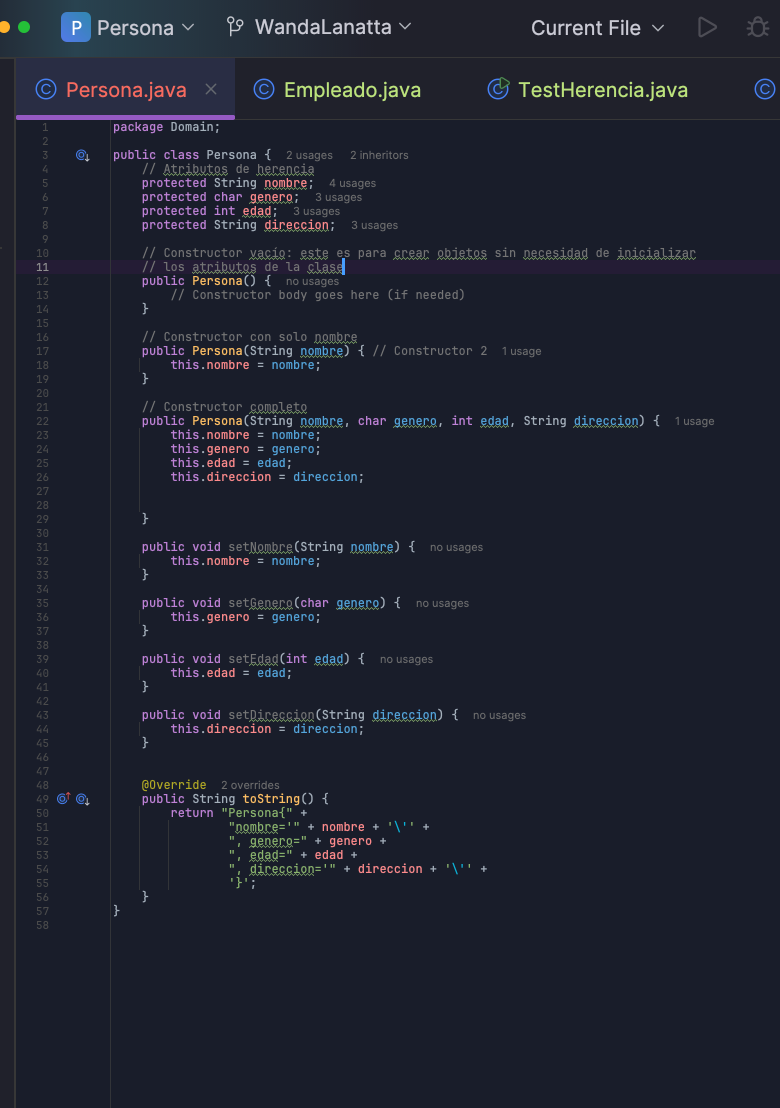 P Persona WandaLanatta Current File
Persona.java Empleado.java TestHerencia.java
1 package Domain;
2
3 public class Persona { 2 usages 2 inheritors
4 // Atributos de herencia
5 protected String nombre; 4 usages
6 protected char genero; 3 usages
7 protected int edad; 3 usages
8 protected String direccion; 3 usages
9
10 // Constructor vacio: este es para crear objetos sin necesidad de inicializar
11 // los atributos de la clase
12 public Persona() { no usages
13 // Constructor body goes here (if needed)
14 }
15
16 // Constructor con solo nombre
17 public Persona(String nombre) { // Constructor 2 1 usage
18 this.nombre = nombre;
19 }
20
21 // Constructor completo
22 public Persona(String nombre, char genero, int edad, String direccion) { 1 usage
23 this.nombre = nombre;
24 this.genero = genero;
25 this.edad = edad;
26 this.direccion = direccion;
27
28
29 }
30
31 public void setNombre(String nombre) { no usages
32 this.nombre = nombre;
33 }
34
35 public void setGenero(char genero) { no usages
36 this.genero = genero;
37 }
38
39 public void setEdad(int edad) { no usages
40 this.edad = edad;
41 }
42
43 public void setDireccion(String direccion) { no usages
44 this.direccion = direccion;
45 }
46
47
48 @Override 2 overrides
49 public String toString() {
50 return "Persona{" +
51 "nombre='" + nombre + '\'' +
52 ", genero=" + genero +
53 ", edad=" + edad +
54 ", direccion='" + direccion + '\'' +
55 '}';
56 }
57 }
58